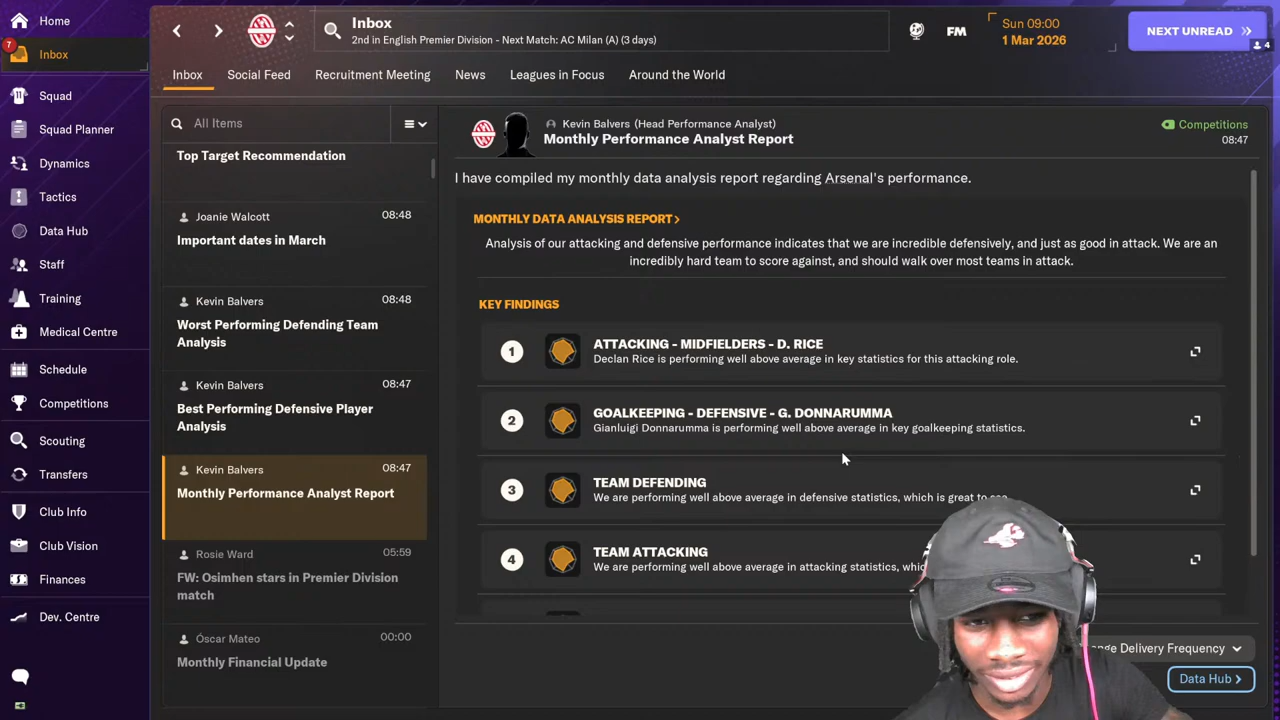 Home
7
Inbox
Squad
Squad Planner
Dynamics
Tactics
Data Hub
Staff
Training
Medical Centre
Schedule
Competitions
Scouting
Transfers
Club Info
Club Vision
Finances
Dev. Centre
Inbox
2nd in English Premier Division - Next Match: AC Milan (A) (3 days)
FM
Sun 09:00
1 Mar 2026
NEXT UNREAD
4
Inbox
Social Feed
Recruitment Meeting
News
Leagues in Focus
Around the World
All Items
Top Target Recommendation
Joanie Walcott
08:48
Important dates in March
Kevin Balvers
08:48
Worst Performing Defending Team
Analysis
Kevin Balvers
08:47
Best Performing Defensive Player
Analysis
Kevin Balvers
08:47
Monthly Performance Analyst Report
Rosie Ward
05:59
FW: Osimhen stars in Premier Division
match
Óscar Mateo
00:00
Monthly Financial Update
Kevin Balvers (Head Performance Analyst)
Monthly Performance Analyst Report
Competitions
08:47
I have compiled my monthly data analysis report regarding Arsenal's performance.
MONTHLY DATA ANALYSIS REPORT >
Analysis of our attacking and defensive performance indicates that we are incredible defensively, and just as good in attack. We are an
incredibly hard team to score against, and should walk over most teams in attack.
KEY FINDINGS
1
ATTACKING - MIDFIELDERS - D. RICE
Declan Rice is performing well above average in key statistics for this attacking role.
2
GOALKEEPING - DEFENSIVE - G. DONNARUMMA
Gianluigi Donnarumma is performing well above average in key goalkeeping statistics.
3
TEAM DEFENDING
We are performing well above average in defensive statistics, which is great to
4
TEAM ATTACKING
We are performing well above average in attacking statistics,
Delivery Frequency
Data Hub >